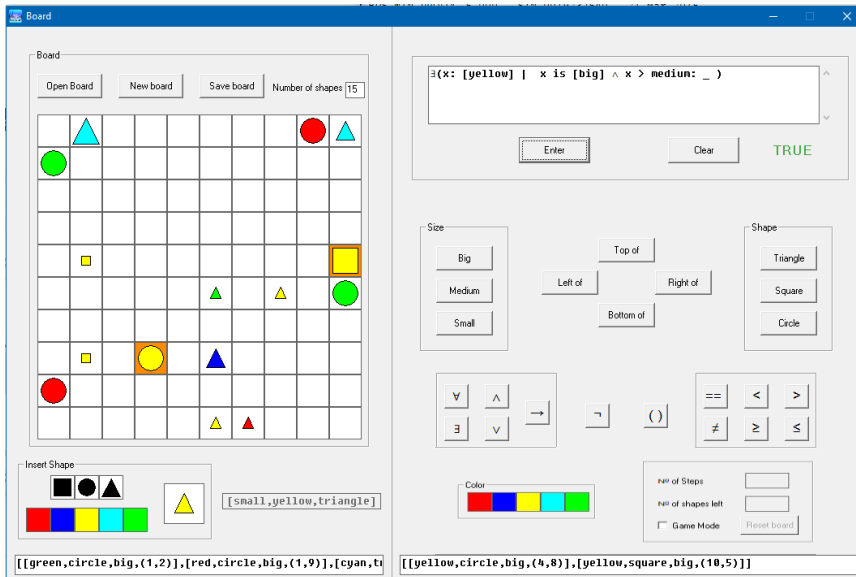 Board
Board
Open Board
New board
Save board
Number of shapes 15
∃(x: [yellow] | x is [big] ∧ x > medium: _ )
Enter
Clear
TRUE
Size
Big
Medium
Small
Top of
Left of
Right of
Bottom of
Shape
Triangle
Square
Circle
∀ ∧ → ¬ () == < >
∃ ∨ ≠ ≥ ≤
Insert Shape
[small,yellow,triangle]
Color
Nº of Steps
Nº of shapes left
Game Mode
Reset board
[[green,circle,big,(1,2)],[red,circle,big,(1,9)],[cyan,tr
[[yellow,circle,big,(4,8)],[yellow,square,big,(10,5)]]